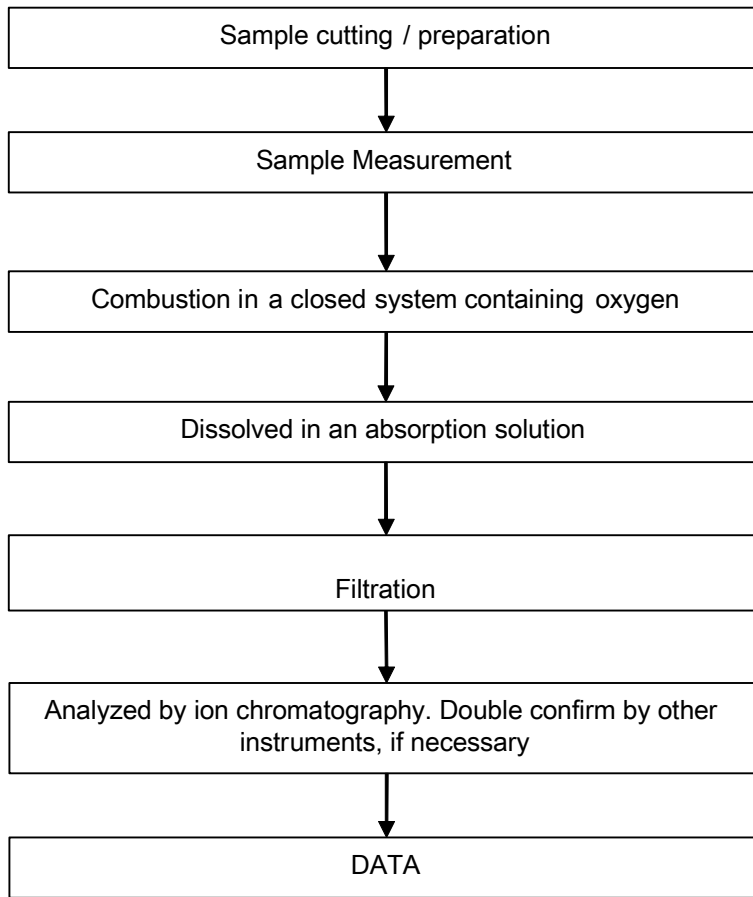 Sample cutting / preparation
Sample Measurement
Combustion in a closed system containing oxygen
Dissolved in an absorption solution
Filtration
Analyzed by ion chromatography. Double confirm by other
instruments, if necessary
DATA